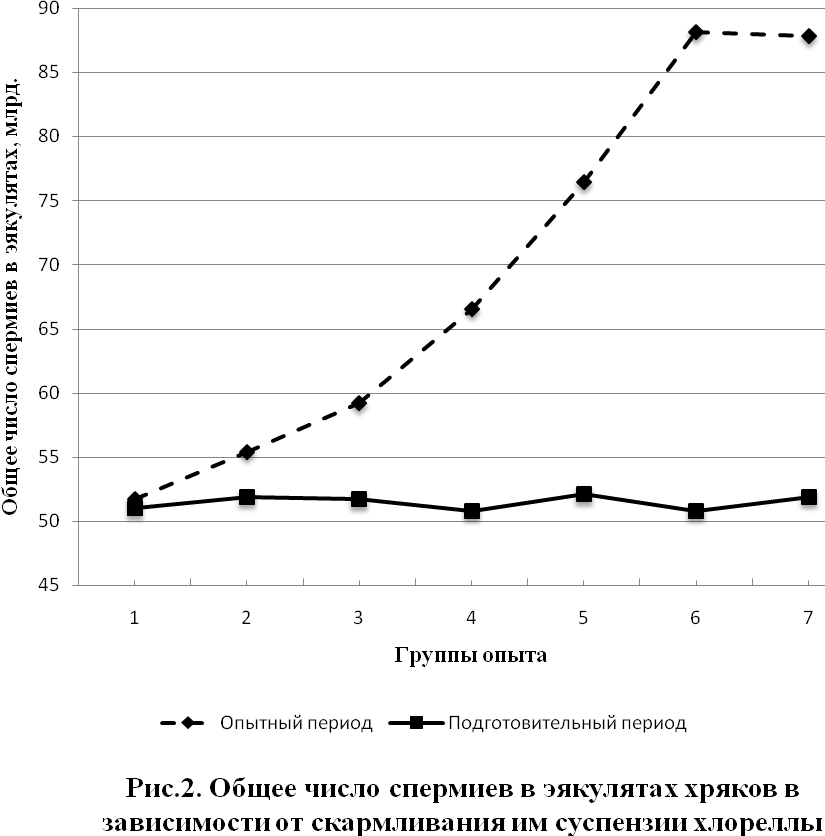 Общее число спермиев в эякулятах, млрд.
90
85
80
75
70
65
60
55
50
45
1 2 3 4 5 6 7
Группы опыта
Опытный период Подготовительный период
Рис.2. Общее число спермиев в эякулятах хряков в
зависимости от скармливания им суспензии хлореллы